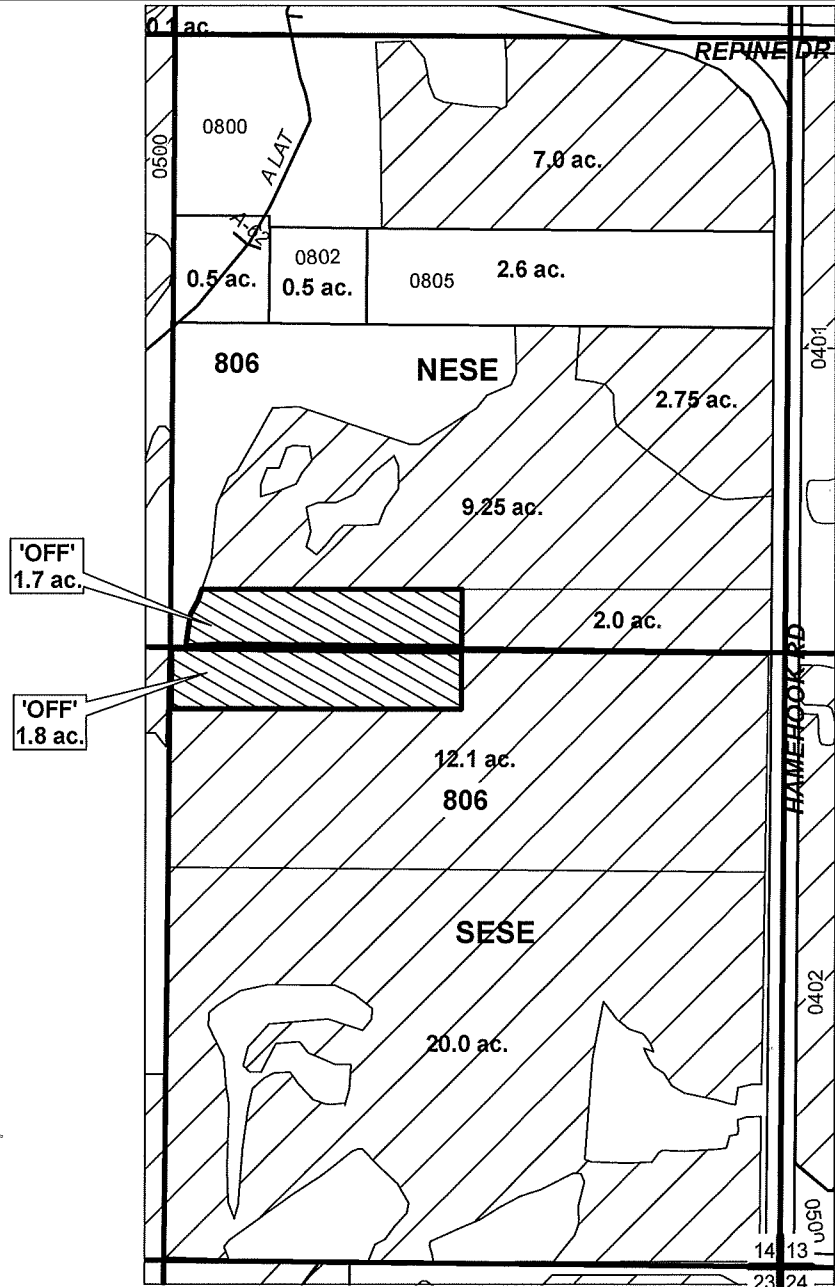 0.1 ac.
REPINE DR
0800
0500
A LAT
7.0 ac.
0802
0.5 ac.
0.5 ac.
0805
2.6 ac.
0401
806
NESE
2.75 ac.
9.25 ac.
'OFF'
1.7 ac.
2.0 ac.
HAMEHOOK RD
'OFF'
1.8 ac.
12.1 ac.
806
SESE
0402
20.0 ac.
0500
14 13
23 24